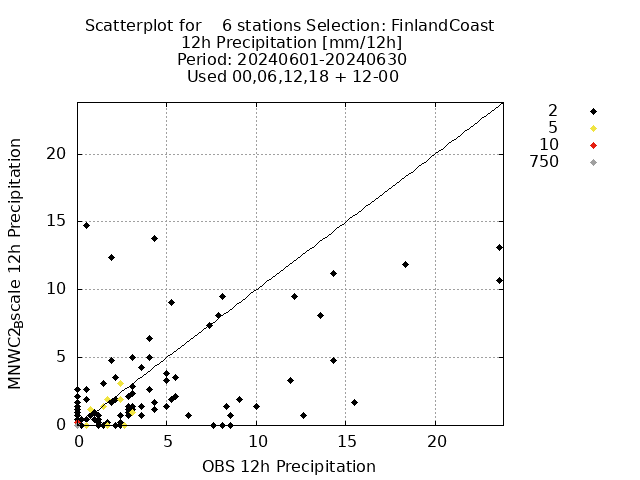 Scatterplot for    6 stations Selection: FinlandCoast
12h Precipitation [mm/12h]
Period: 20240601-20240630
Used 00,06,12,18 + 12-00
2
5
10
750
MNWC2Bscale 12h Precipitation
20
15
10
5
0
0 5 10 15 20
OBS 12h Precipitation